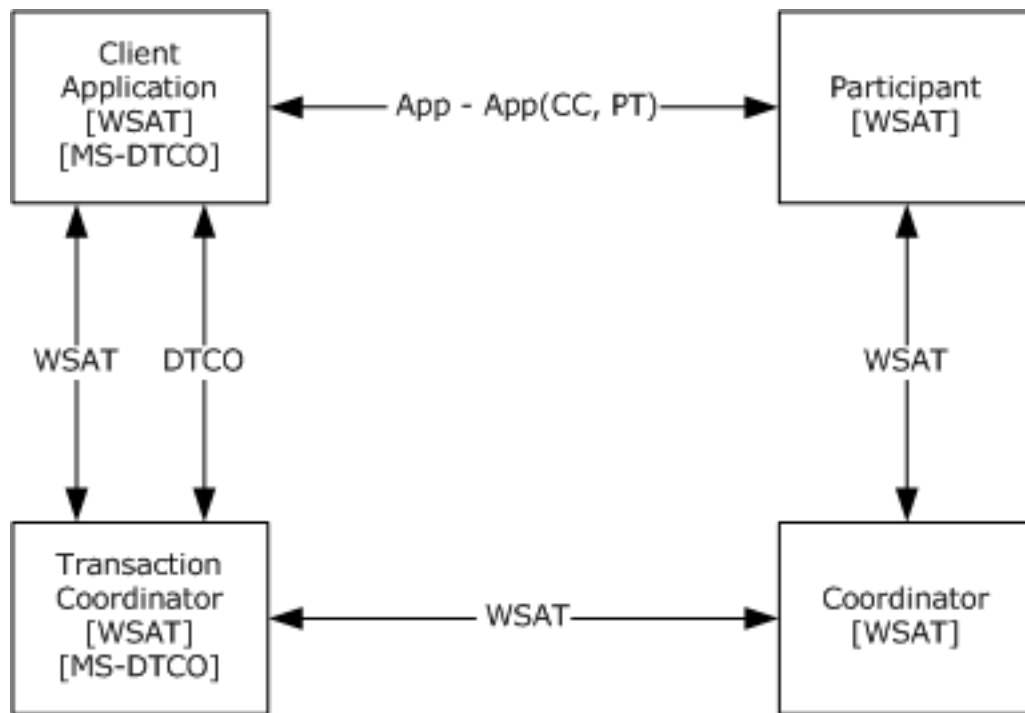 Client
Application
[WSAT]
[MS-DTCO]
App - App(CC, PT)
Participant
[WSAT]
WSAT
DTCO
WSAT
Transaction
Coordinator
[WSAT]
[MS-DTCO]
WSAT
Coordinator
[WSAT]